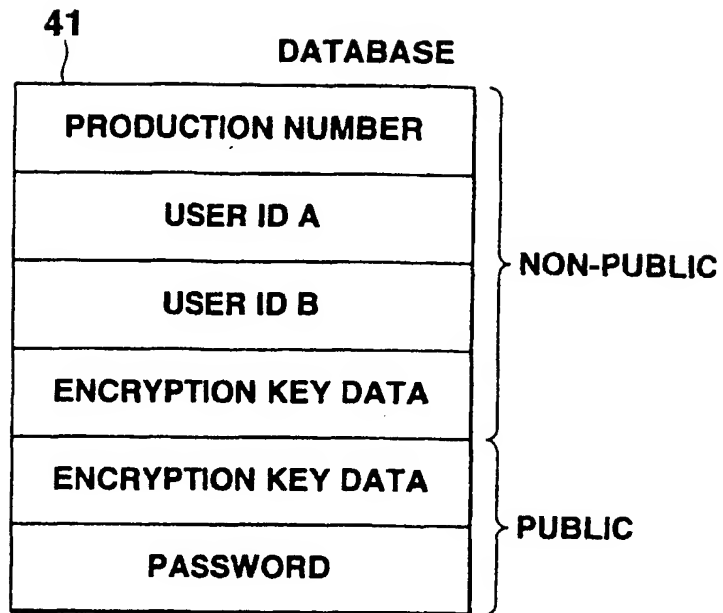 41
DATABASE
PRODUCTION NUMBER
USER ID A
USER ID B
NON-PUBLIC
ENCRYPTION KEY DATA
ENCRYPTION KEY DATA
PUBLIC
PASSWORD